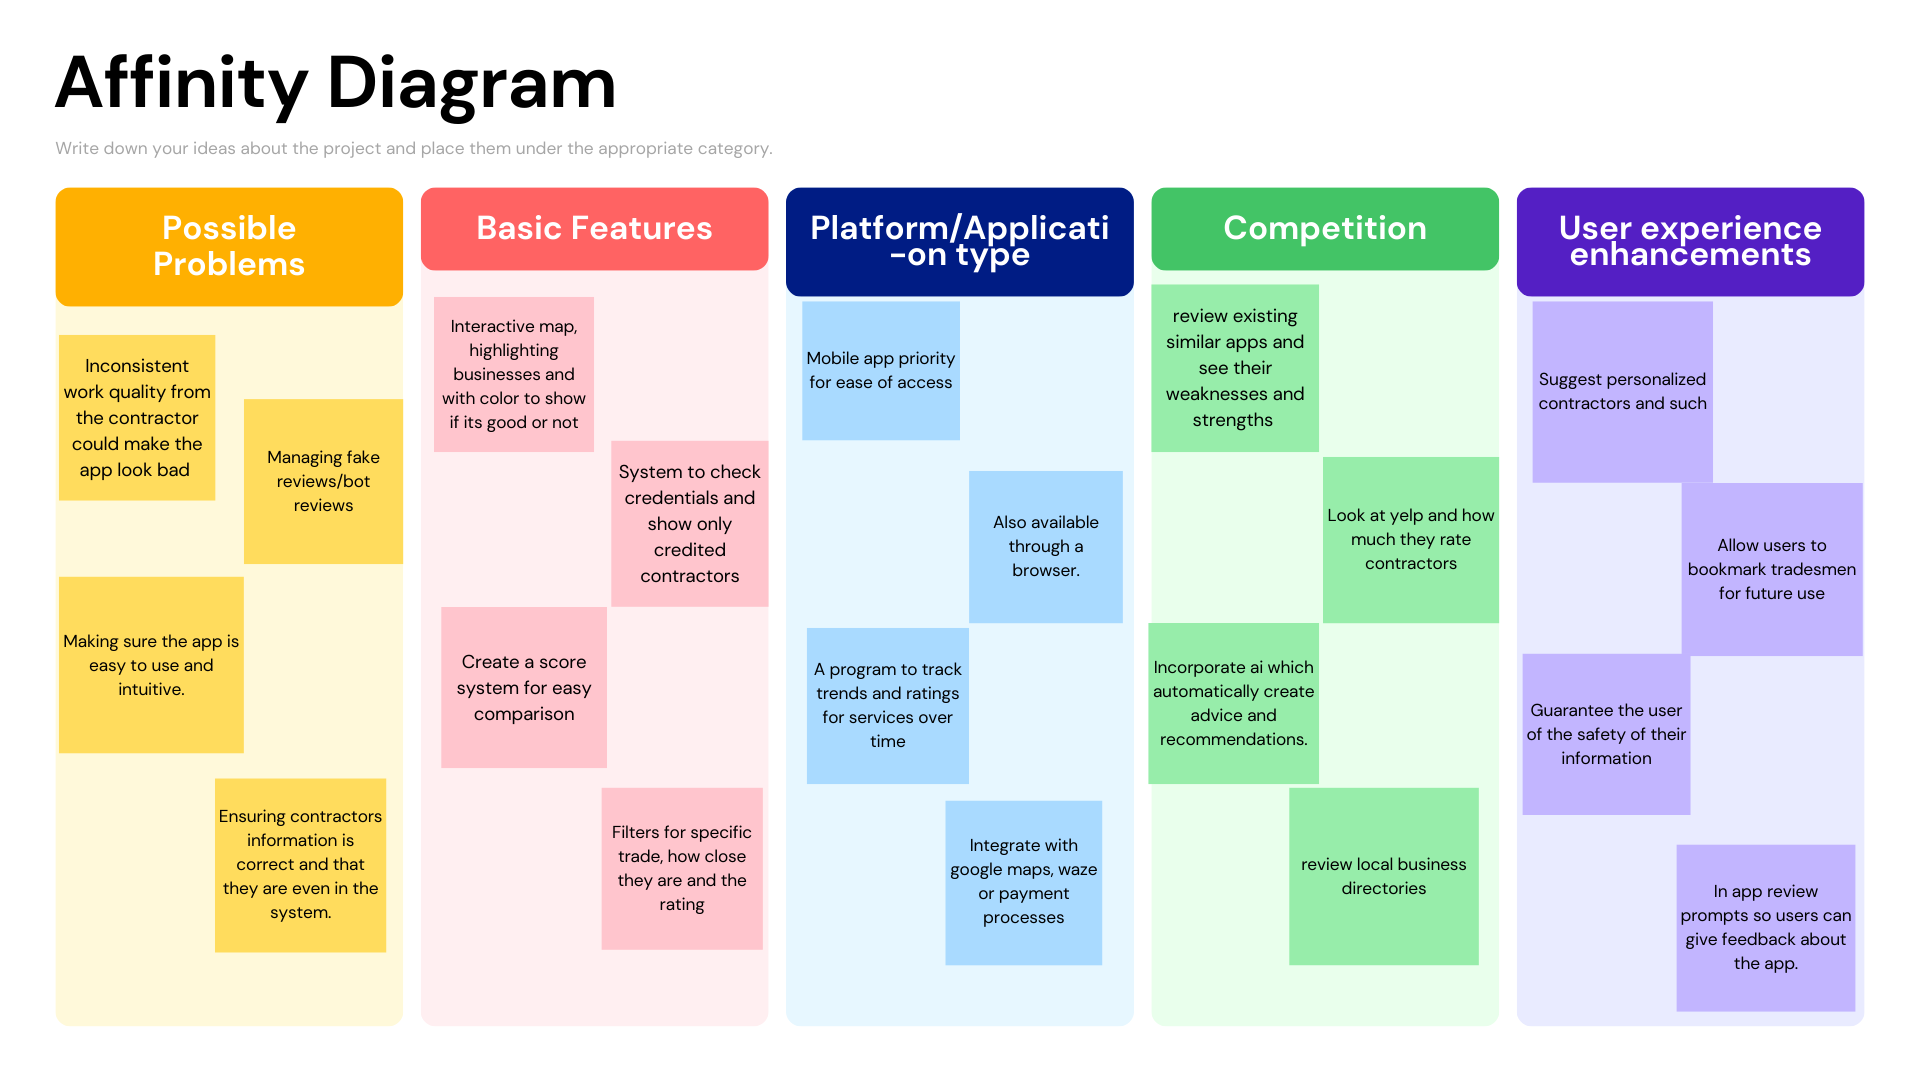 Affinity Diagram
Write down your ideas about the project and place them under the appropriate category.
Possible
Problems
Inconsistent
work quality from
the contractor
could make the
app look bad
Managing fake
reviews/bot
reviews
Making sure the app is
easy to use and
intuitive.
Ensuring contractors
information is
correct and that
they are even in the
system.
Basic Features
Interactive map,
highlighting
businesses and
with color to show
if its good or not
System to check
credentials and
show only
credited
contractors
Create a score
system for easy
comparison
Filters for specific
trade, how close
they are and the
rating
Platform/Applicati
-on type
Mobile app priority
for ease of access
Also available
through a
browser.
A program to track
trends and ratings
for services over
time
Integrate with
google maps, waze
or payment
processes
Competition
review existing
similar apps and
see their
weaknesses and
strengths
Look at yelp and how
much they rate
contractors
Incorporate ai which
automatically create
advice and
recommendations.
review local business
directories
User experience
enhancements
Suggest personalized
contractors and such
Allow users to
bookmark tradesmen
for future use
Guarantee the user
of the safety of their
information
In app review
prompts so users can
give feedback about
the app.